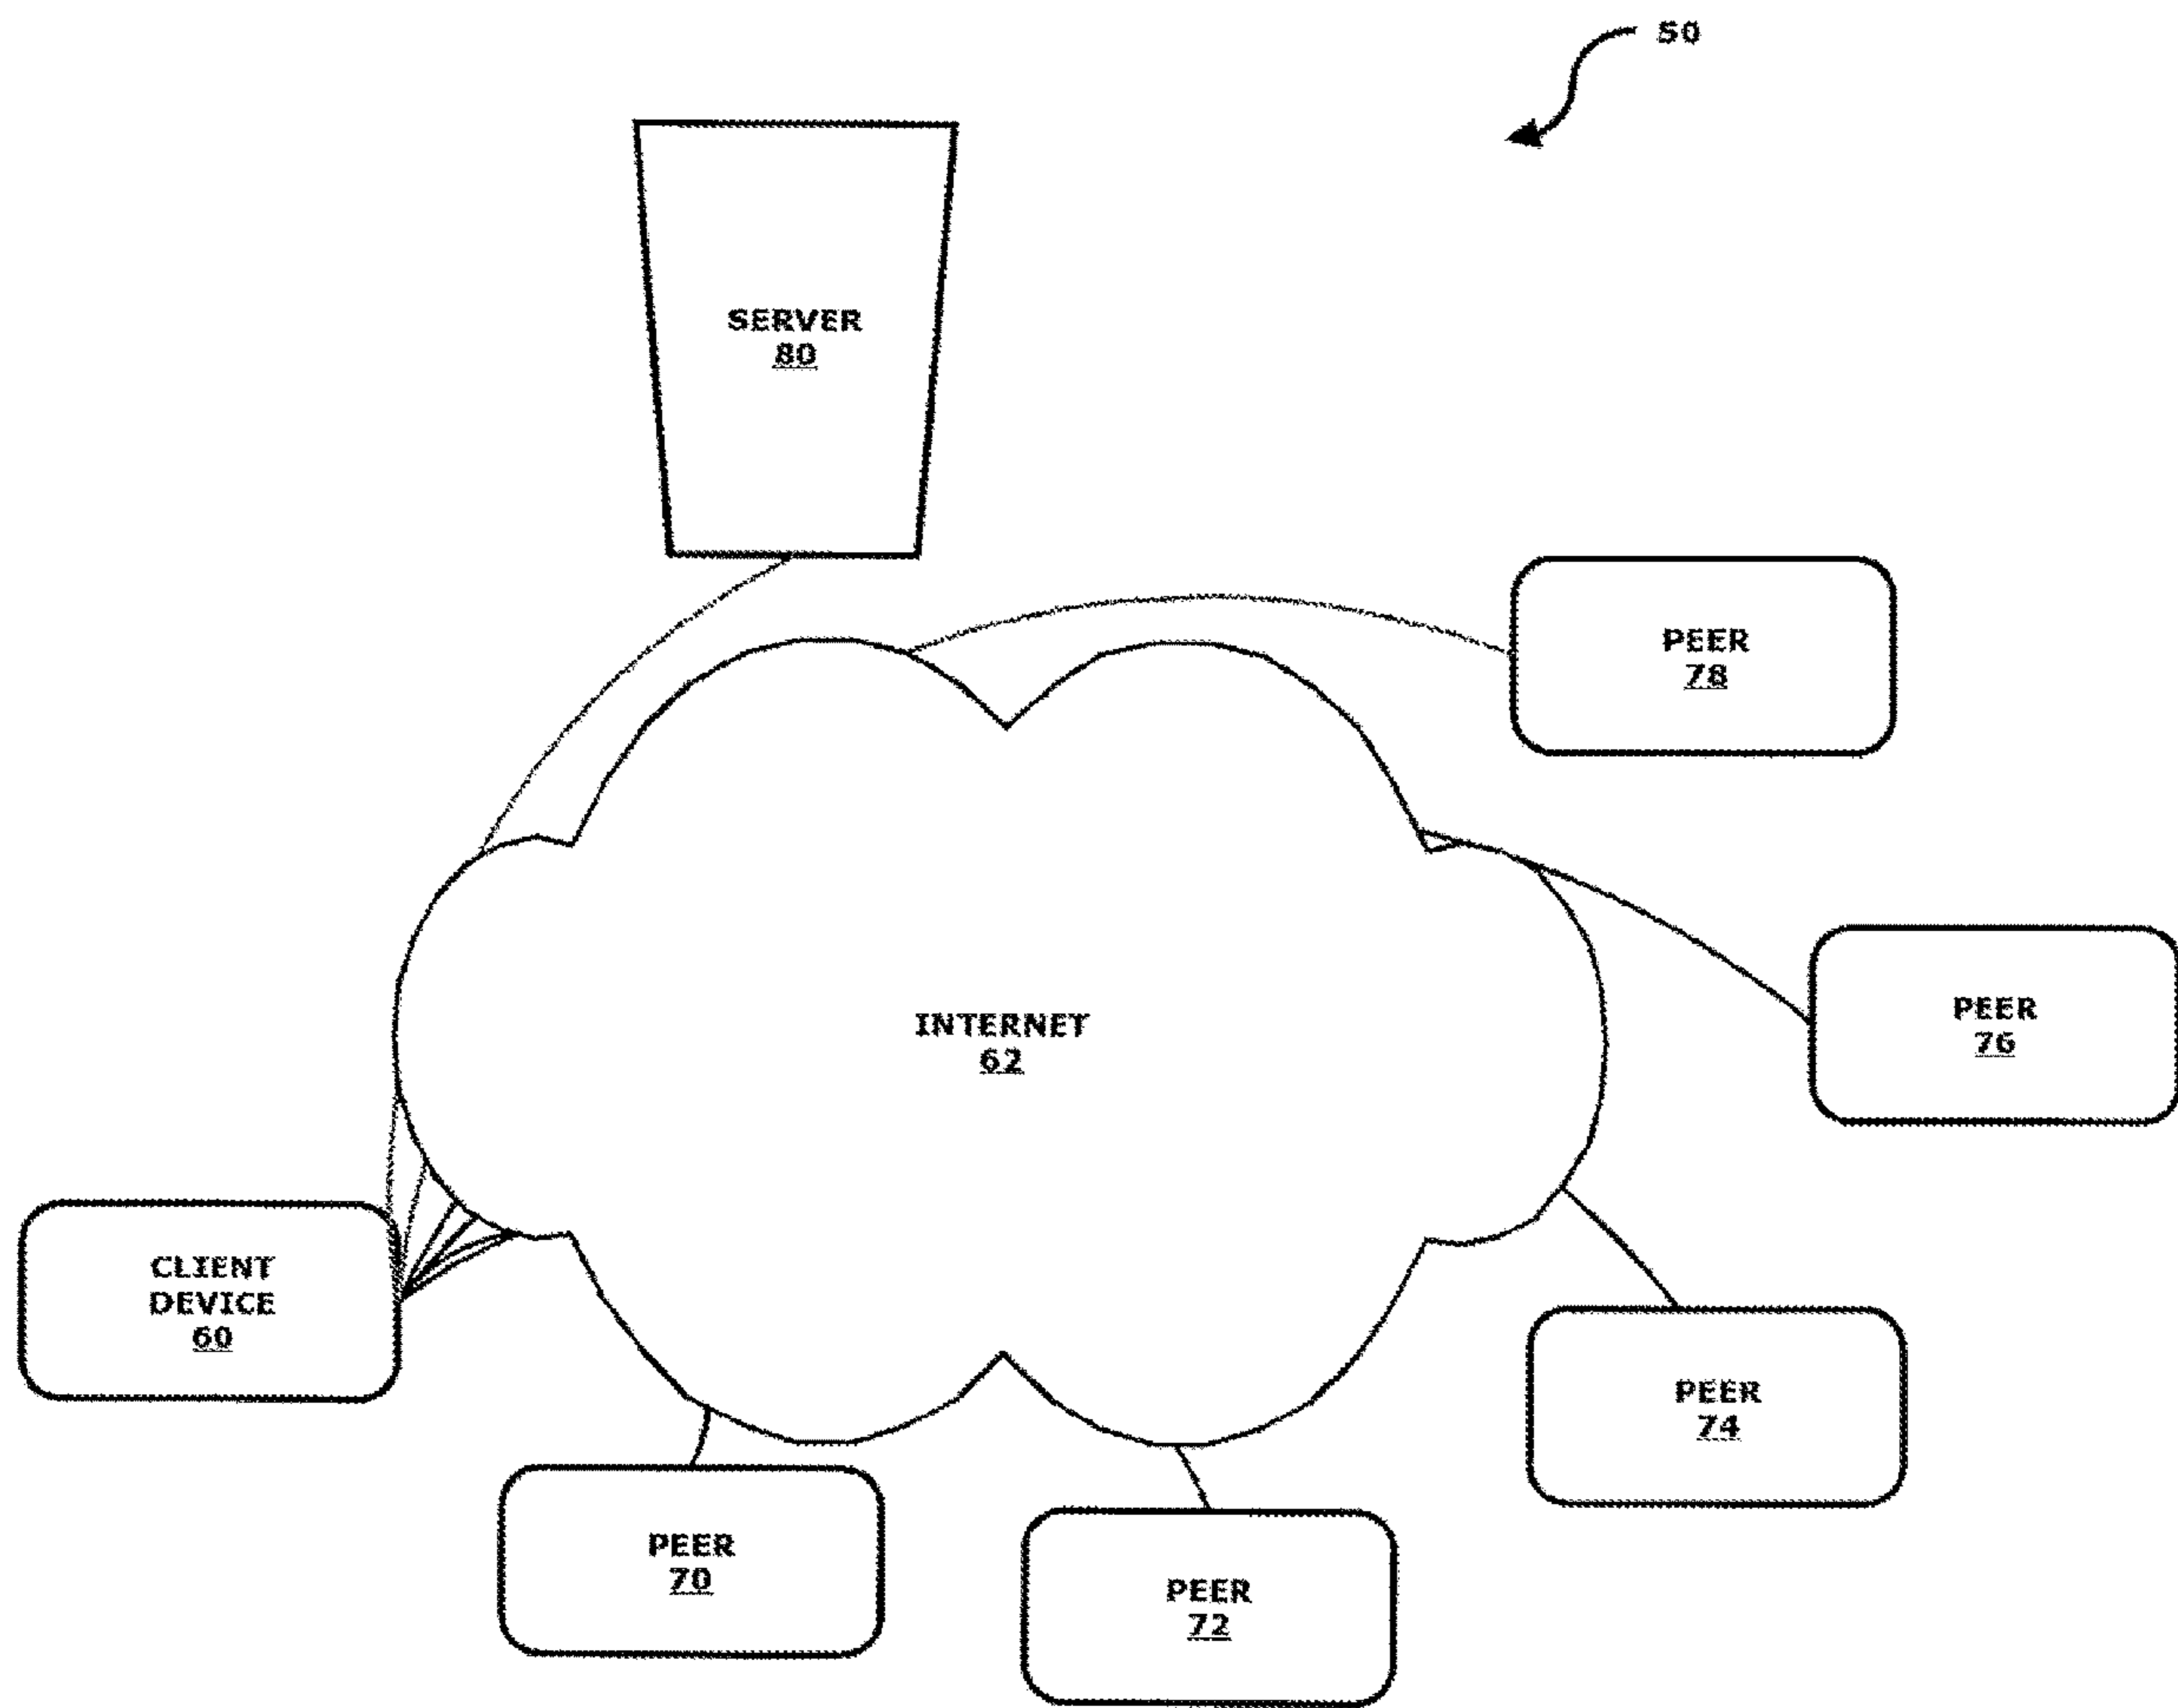 50
SERVER
80
PEER
78
INTERNET
62
PEER
76
CLIENT
DEVICE
60
PEER
74
PEER
70
PEER
72